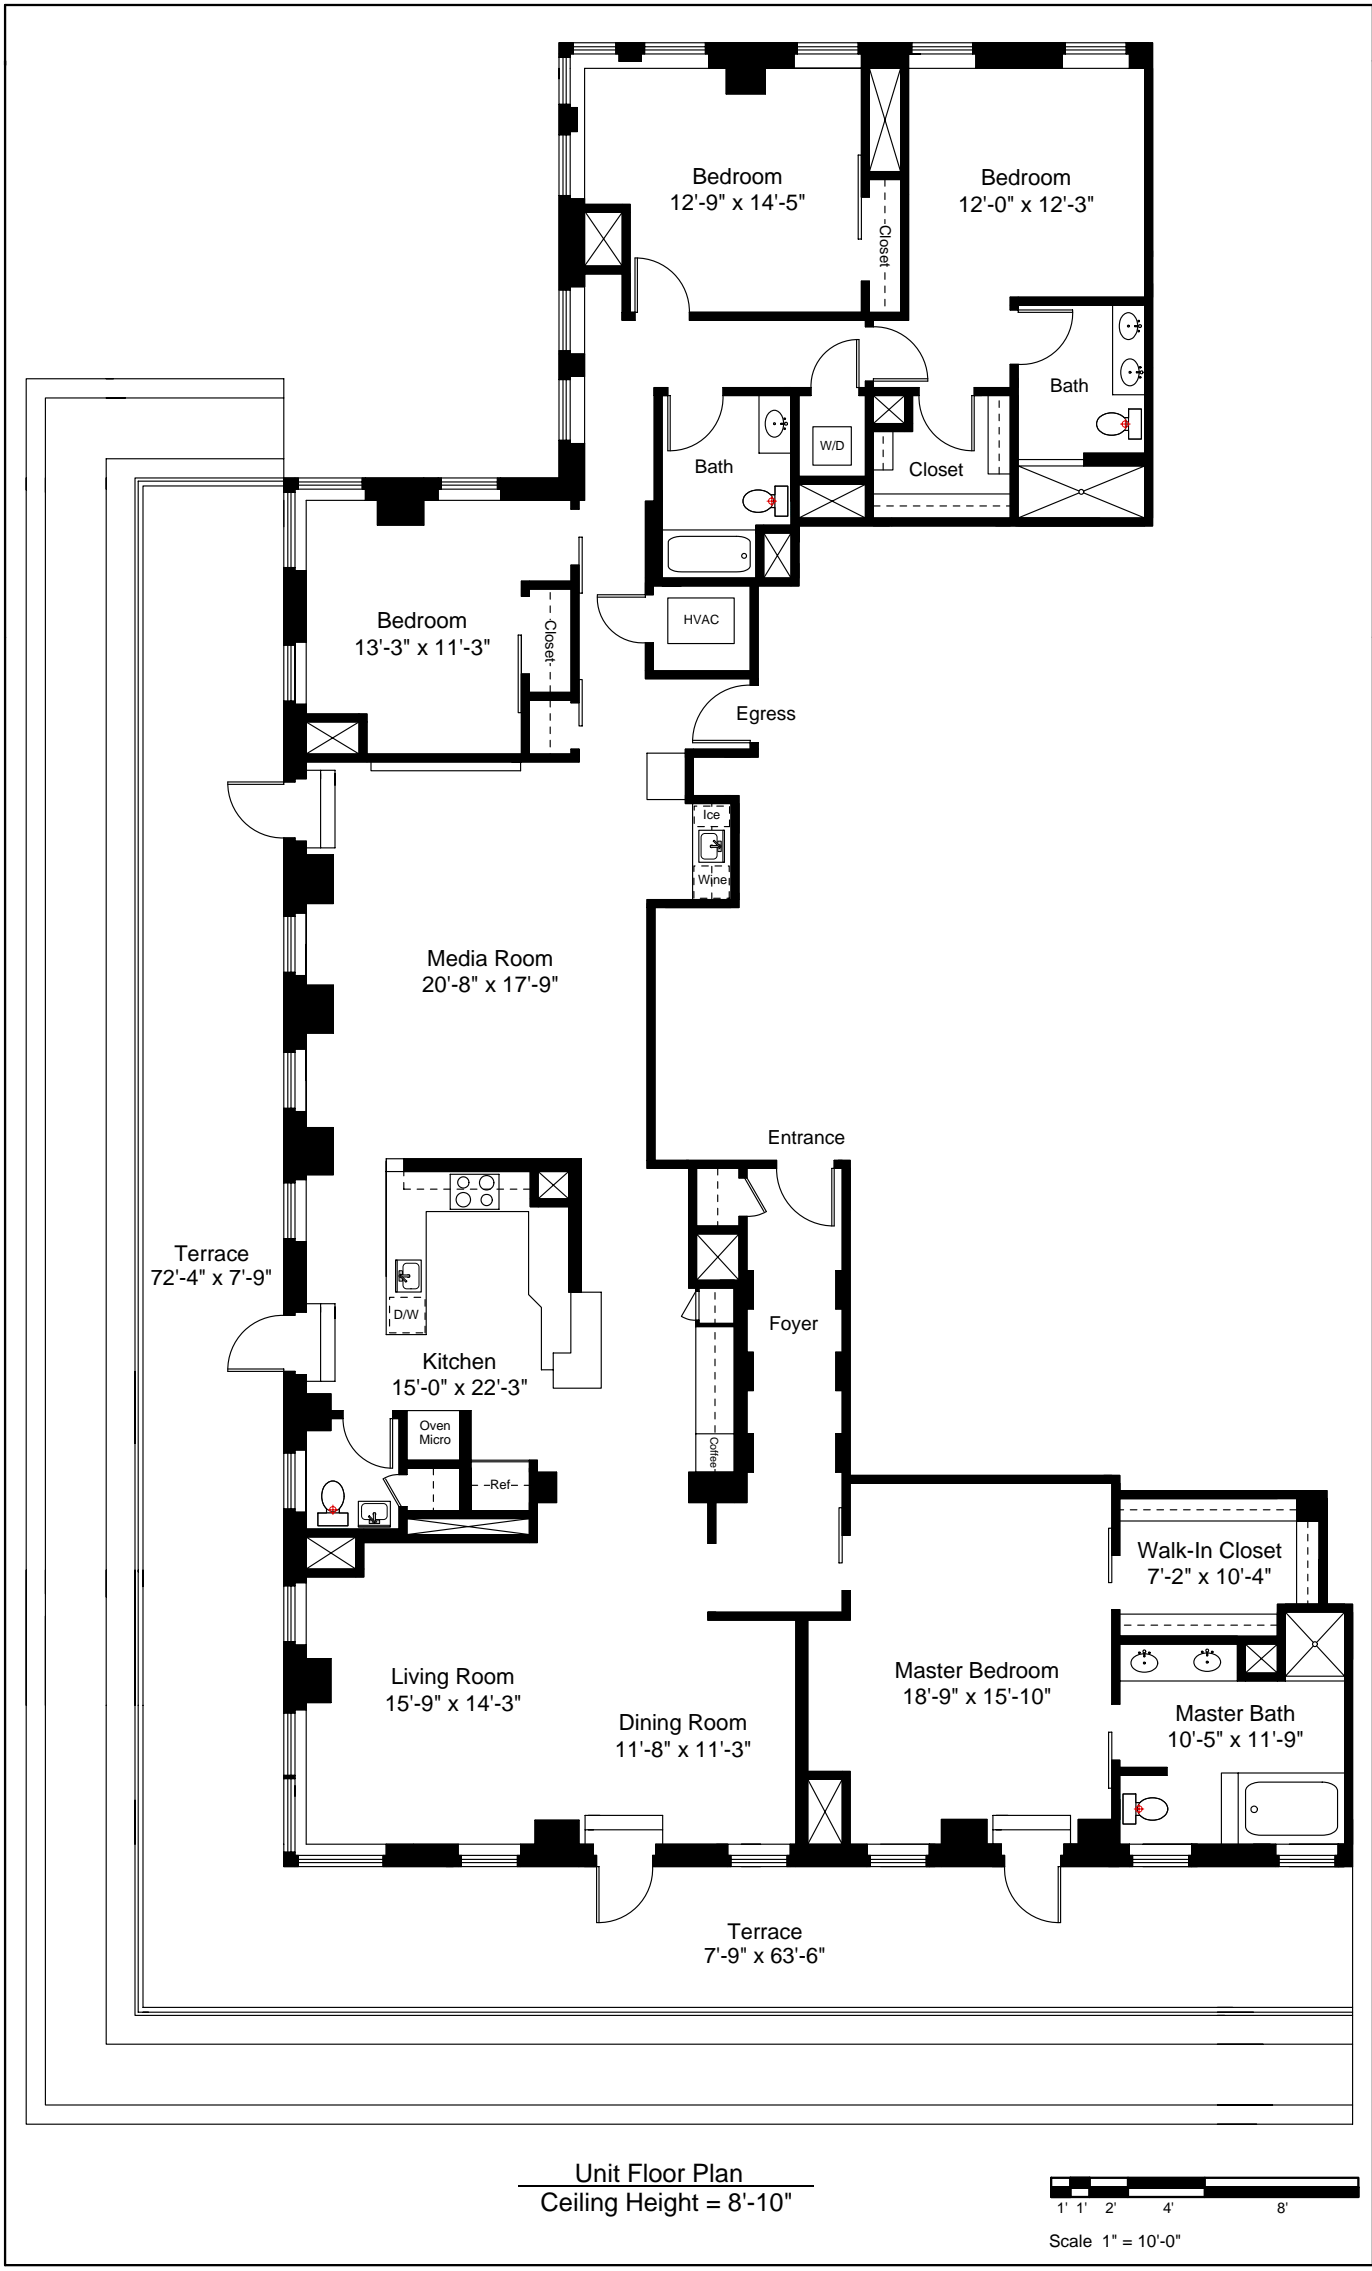 Bedroom
12'-9" x 14'-5"
Bedroom
12'-0" x 12'-3"
Closet
Bath
W/D
Bath
Closet
Bedroom
13'-3" x 11'-3"
Closet
HVAC
Egress
Ice
Wine
Media Room
20'-8" x 17'-9"
Entrance
Terrace
72'-4" x 7'-9"
D/W
Foyer
Kitchen
15'-0" x 22'-3"
Oven
Micro
Coffee
Ref
Walk-In Closet
7'-2" x 10'-4"
Living Room
15'-9" x 14'-3"
Master Bedroom
18'-9" x 15'-10"
Dining Room
11'-8" x 11'-3"
Master Bath
10'-5" x 11'-9"
Terrace
7'-9" x 63'-6"
Unit Floor Plan
Ceiling Height = 8'-10"
1' 1' 2' 4' 8'
Scale 1" = 10'-0"